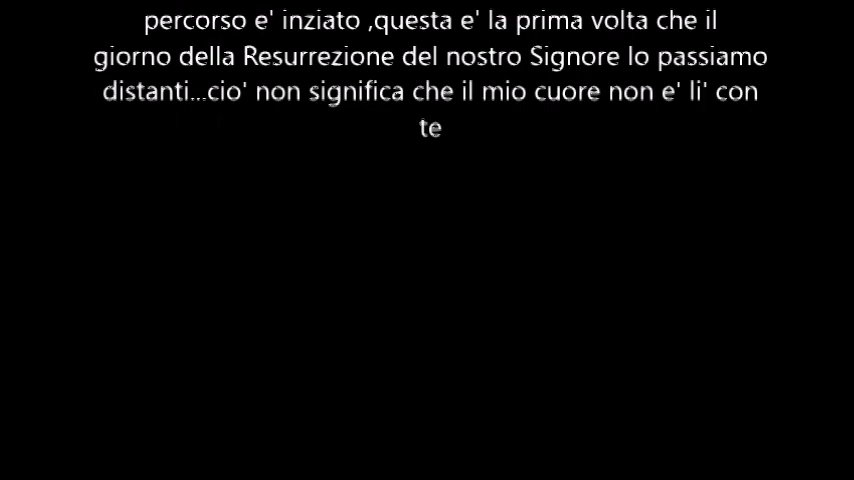 percorso e' inziato ,questa e' la prima volta che il
giorno della Resurrezione del nostro Signore lo passiamo
distanti...cio' non significa che il mio cuore non e' li' con
te